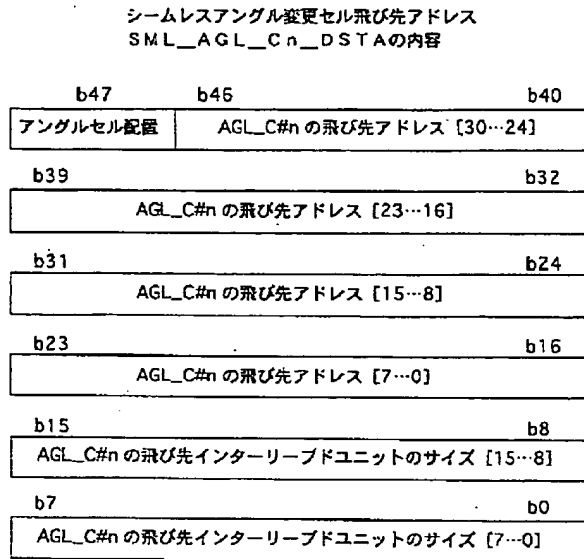 シームレスアングル変更セル飛び先アドレス
SML__AGL__Cn__DSTAの内容
b47 b46 b40
アングルセル配置 AGL_C#n の飛び先アドレス [30…24]
b39 b32
AGL_C#n の飛び先アドレス [23…16]
b31 b24
AGL_C#n の飛び先アドレス [15…8]
b23 b16
AGL_C#n の飛び先アドレス [7…0]
b15 b8
AGL_C#n の飛び先インターリーブドユニットのサイズ [15…8]
b7 b0
AGL_C#n の飛び先インターリーブドユニットのサイズ [7…0]